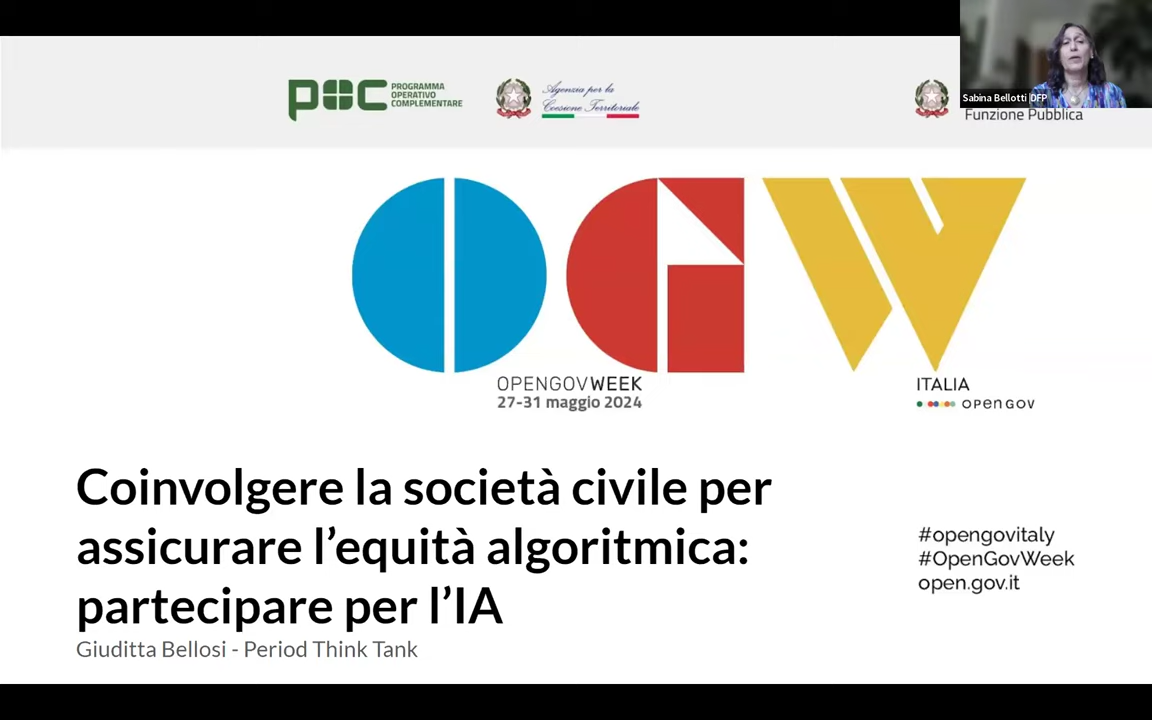 POC PROGRAMMA
OPERATIVO
COMPLEMENTARE
Agenzia per la
Coesione Territoriale
Sabina Bellotti DFP
Funzione Pubblica
OGW
OPENGOVWEEK
27-31 maggio 2024
ITALIA
open gov
Coinvolgere la società civile per
assicurare l’equità algoritmica:
partecipare per l’IA
Giuditta Bellosi - Period Think Tank
#opengovitaly
#OpenGovWeek
open.gov.it